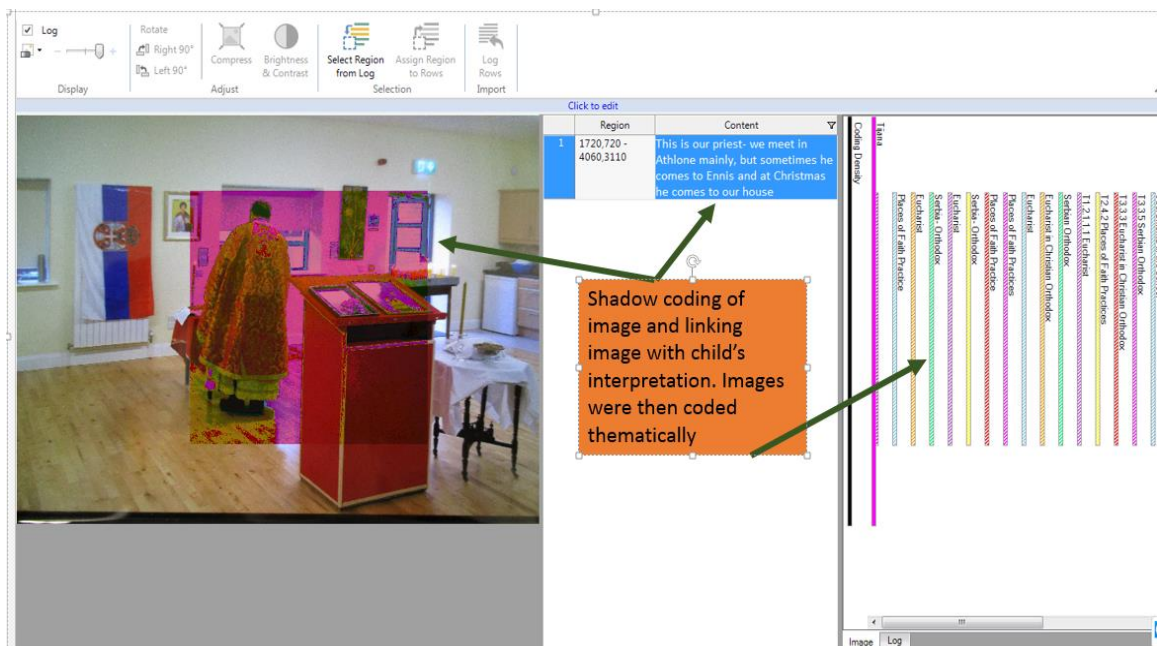 Log
Rotate
Right 90°
Left 90°
Compress
Brightness
& Contrast
Select Region
from Log
Assign Region
to Rows
Log
Rows
Display
Adjust
Selection
Import
Click to edit
Region
Content
1
1720,720 -
4060,3110
This is our priest- we meet in
Athlone mainly, but sometimes he
comes to Ennis and at Christmas
he comes to our house
Shadow coding of
image and linking
image with child's
interpretation. Images
were then coded
thematically
Coding Density
Tijana
Places of Faith Practice
Eucharist
Serbia- Orthodox
Eucharist
Serbia- Orthodox
Places of Faith Practice
Places of Faith Practices
Eucharist
Eucharist in Christian Orthodox
Serbian Orthodox
T1.2.1.1.1 Eucharist
T2.4.2 Places of Faith Practices
T3.3.3 Eucharist in Christian Orthodox
T3.3.5 Serbian Orthodox
Image
Log